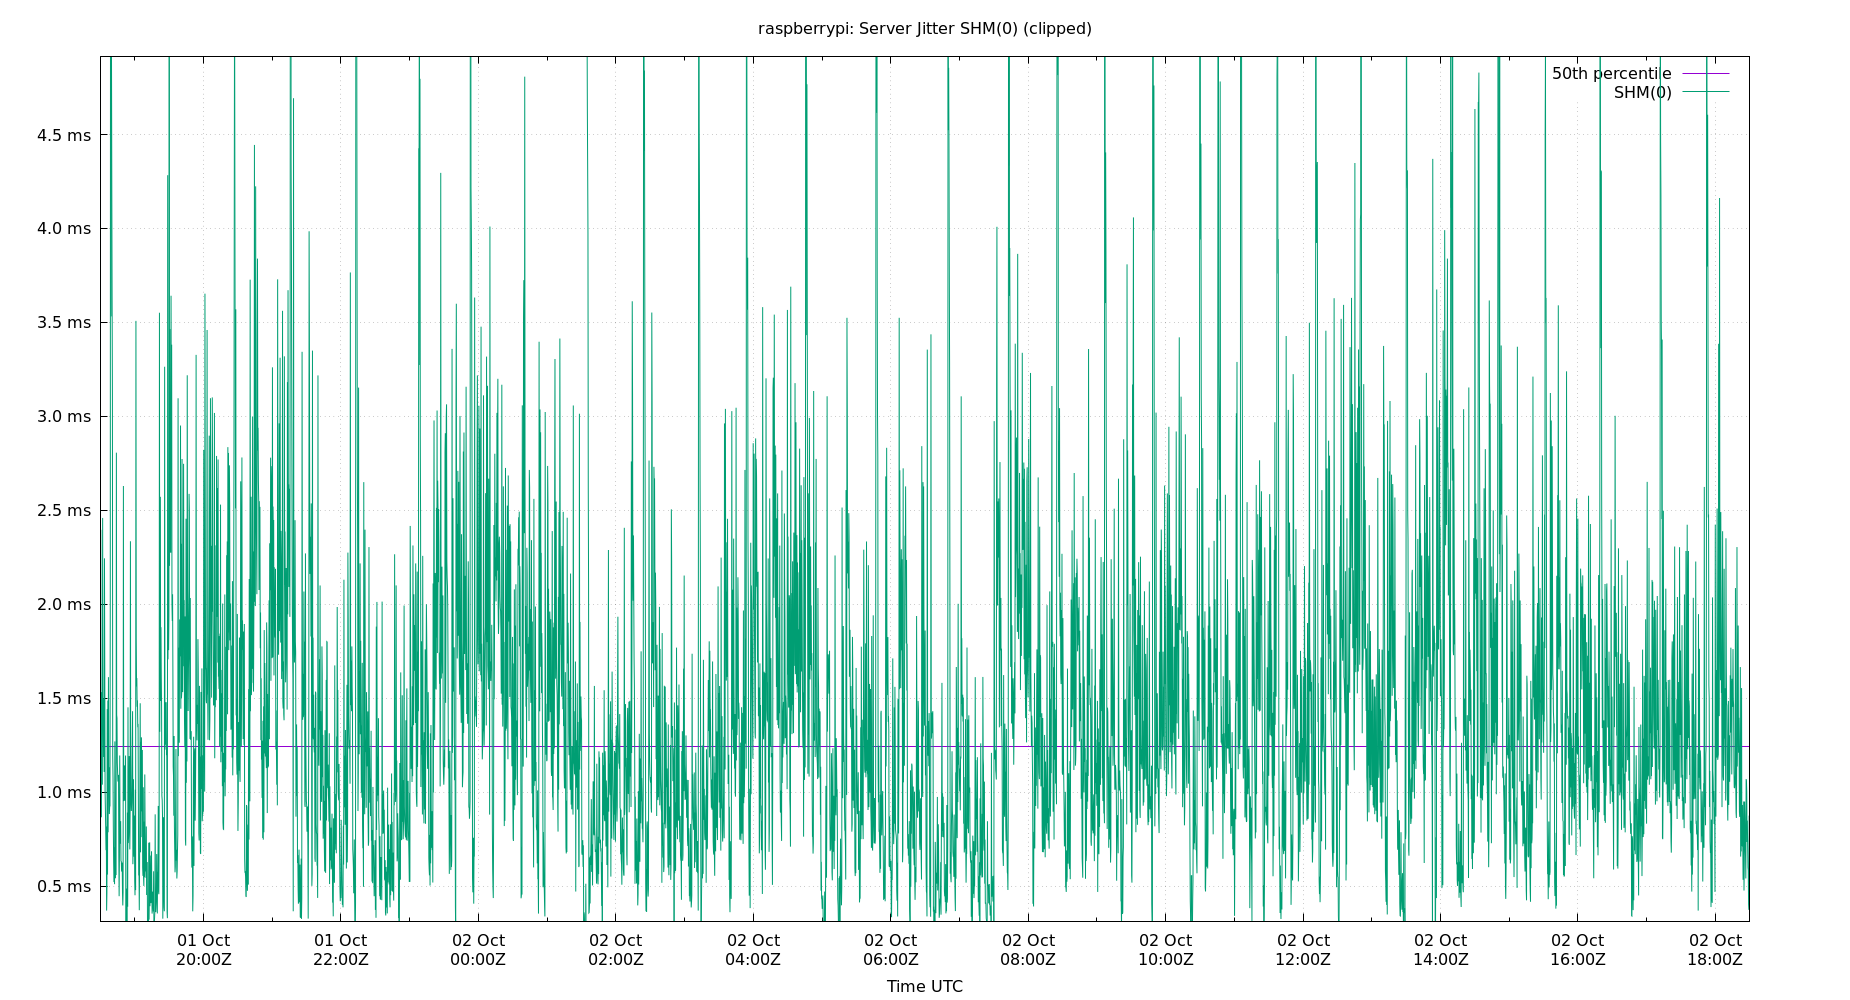 raspberrypi: Server Jitter SHM(0) (clipped)
50th percentile
SHM(0)
4.5 ms
4.0 ms
3.5 ms
3.0 ms
2.5 ms
2.0 ms
1.5 ms
1.0 ms
0.5 ms
01 Oct 01 Oct 02 Oct 02 Oct 02 Oct 02 Oct 02 Oct 02 Oct 02 Oct 02 Oct 02 Oct 02 Oct
20:00Z 22:00Z 00:00Z 02:00Z 04:00Z 06:00Z 08:00Z 10:00Z 12:00Z 14:00Z 16:00Z 18:00Z
Time UTC